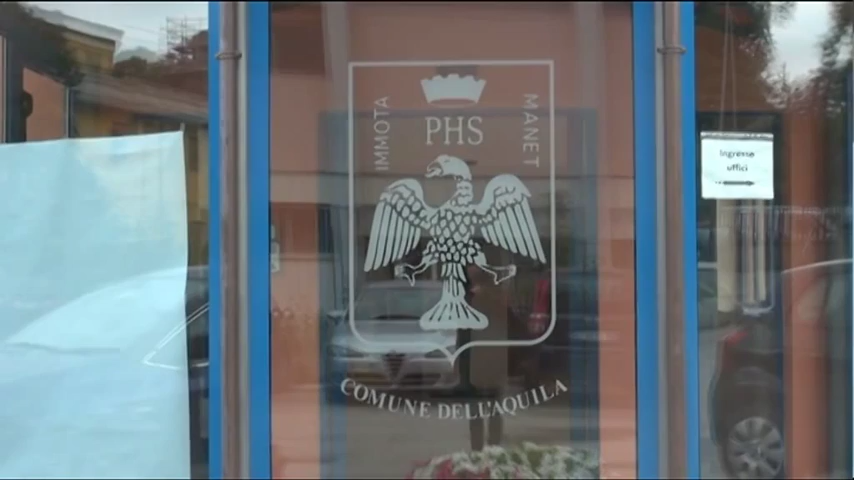 IMMOTA
PHS
MANET
COMUNE DELL'AQUILA
Ingresso
uffici